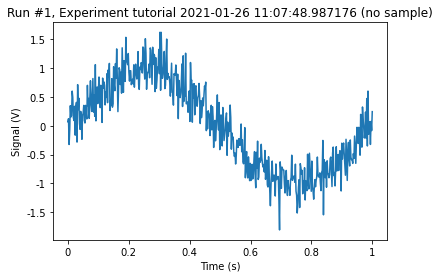 Run #1, Experiment tutorial 2021-01-26 11:07:48.987176 (no sample)
1.5
1
0.5
0
-0.5
-1
-1.5
Signal (V)
0 0.2 0.4 0.6 0.8 1
Time (s)